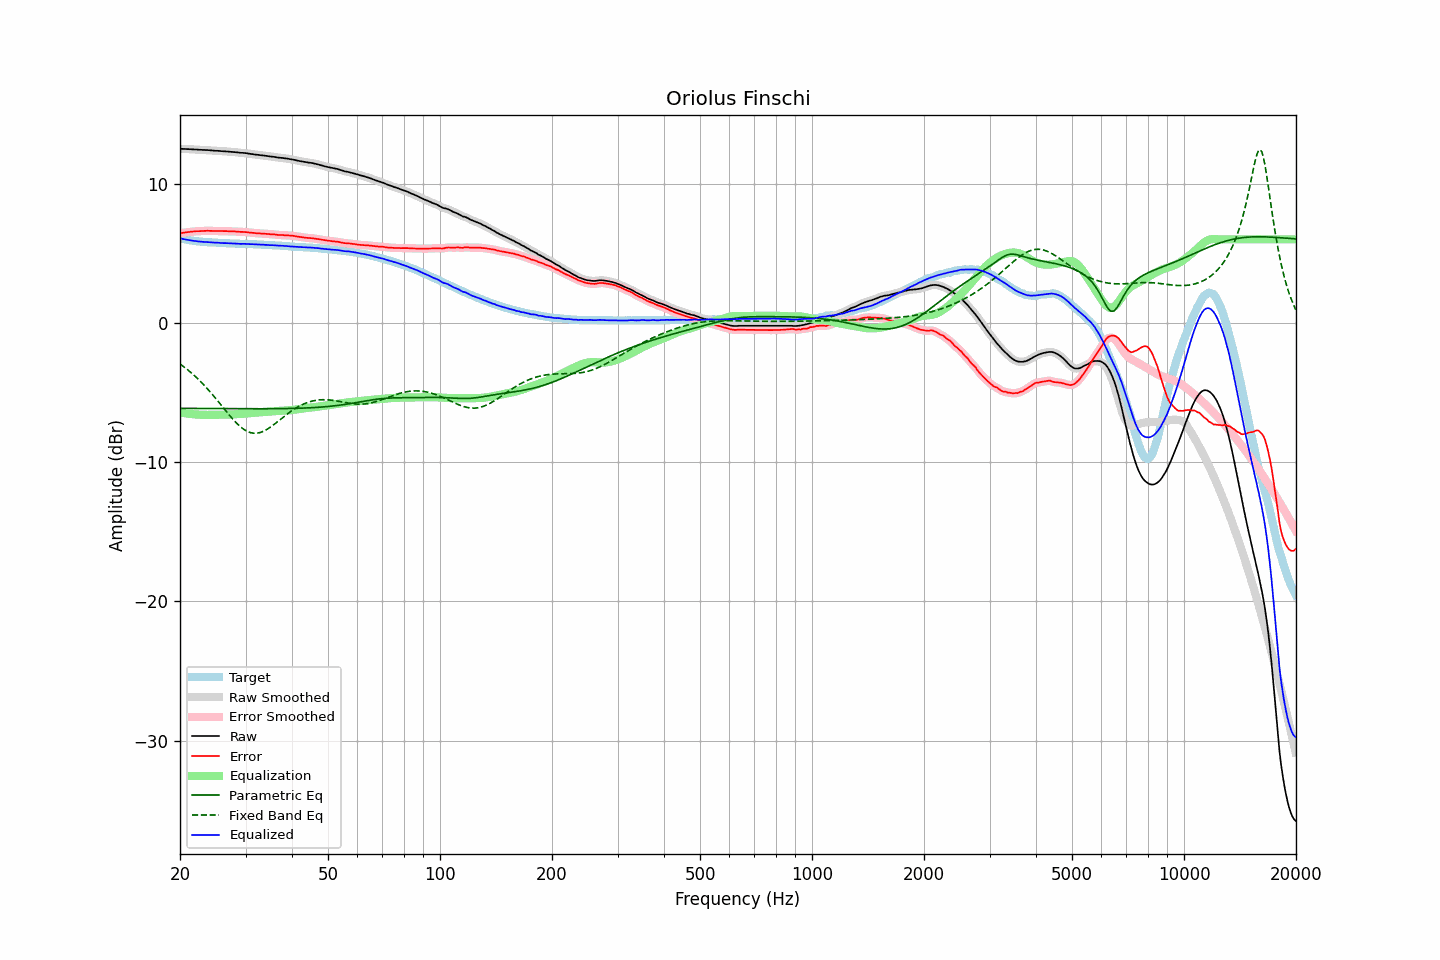 Oriolus Finschi
Amplitude (dBr)
10
0
−10
−20
−30
Target
Raw Smoothed
Error Smoothed
Raw
Error
Equalization
Parametric Eq
Fixed Band Eq
Equalized
20 50 100 200 500 1000 2000 5000 10000 20000
Frequency (Hz)